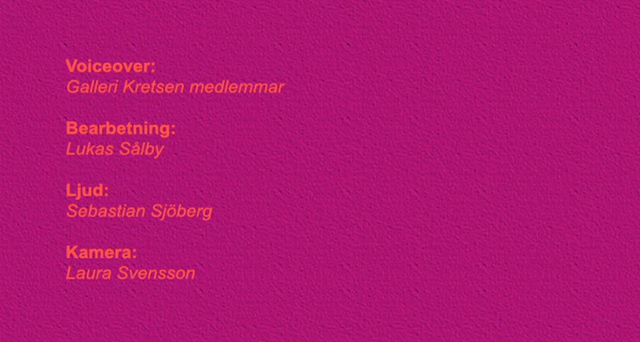 Voiceover:
Galleri Kretsen medlemmar
Bearbetning:
Lukas Sålby
Ljud:
Sebastian Sjöberg
Kamera:
Laura Svensson